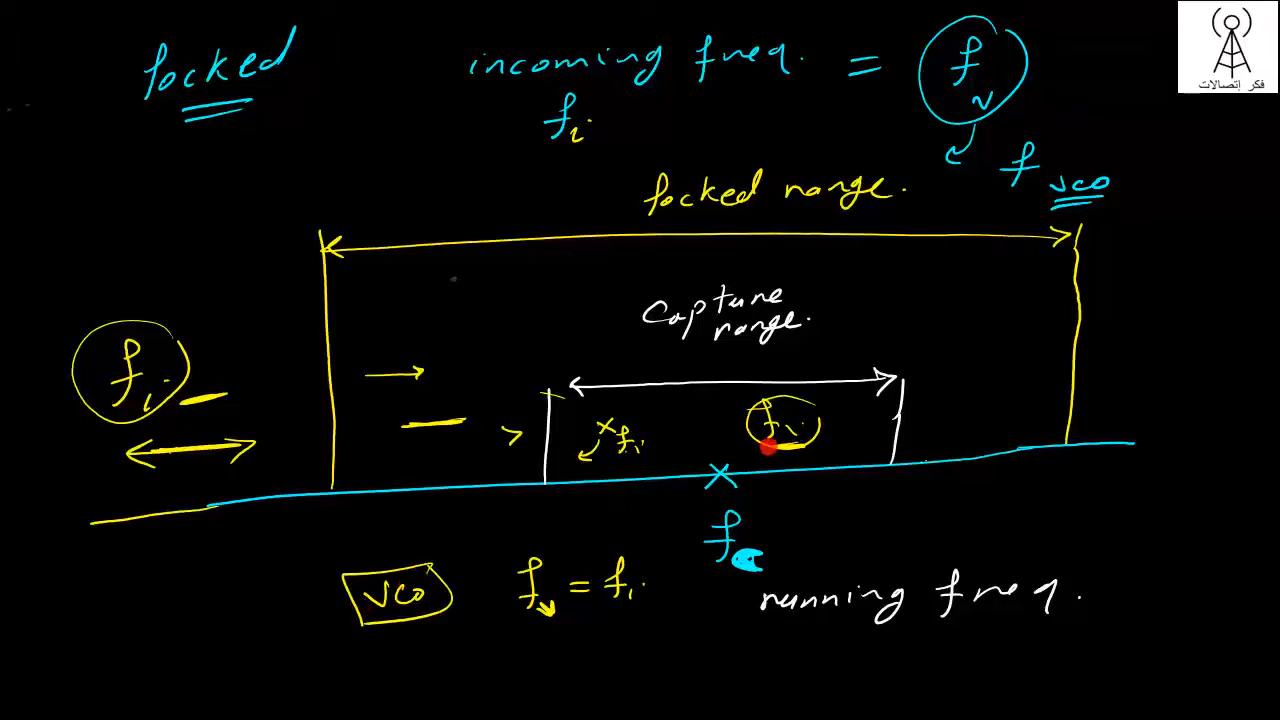 locked
incoming freq. = fv
fi
fvco
locked range.
Capture
range.
fi
x fi
fi
f
VCO
fv = fi
running freq.
فكر إتصالات